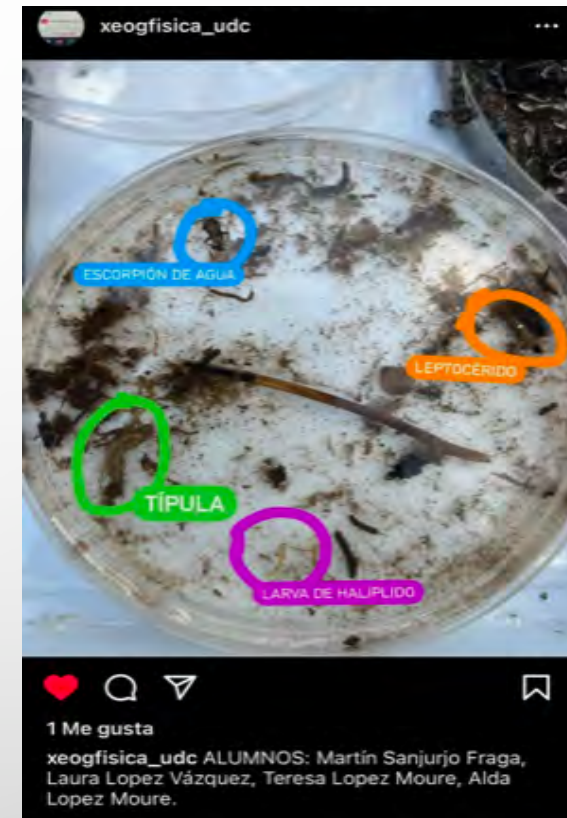 xeogfisica_udc
ESCORPIÓN DE AGUA
LEPTOCÉRIDO
TÍPULA
LARVA DE HALÍPLIDO
1 Me gusta
xeogfisica_udc ALUMNOS: Martín Sanjurjo Fraga,
Laura Lopez Vázquez, Teresa Lopez Moure, Alda
Lopez Moure.